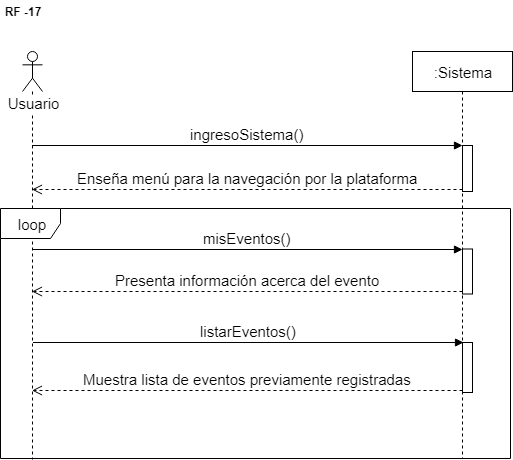 RF -17
Usuario
:Sistema
ingresoSistema()
Enseña menú para la navegación por la plataforma
loop
misEventos()
Presenta información acerca del evento
listarEventos()
Muestra lista de eventos previamente registradas